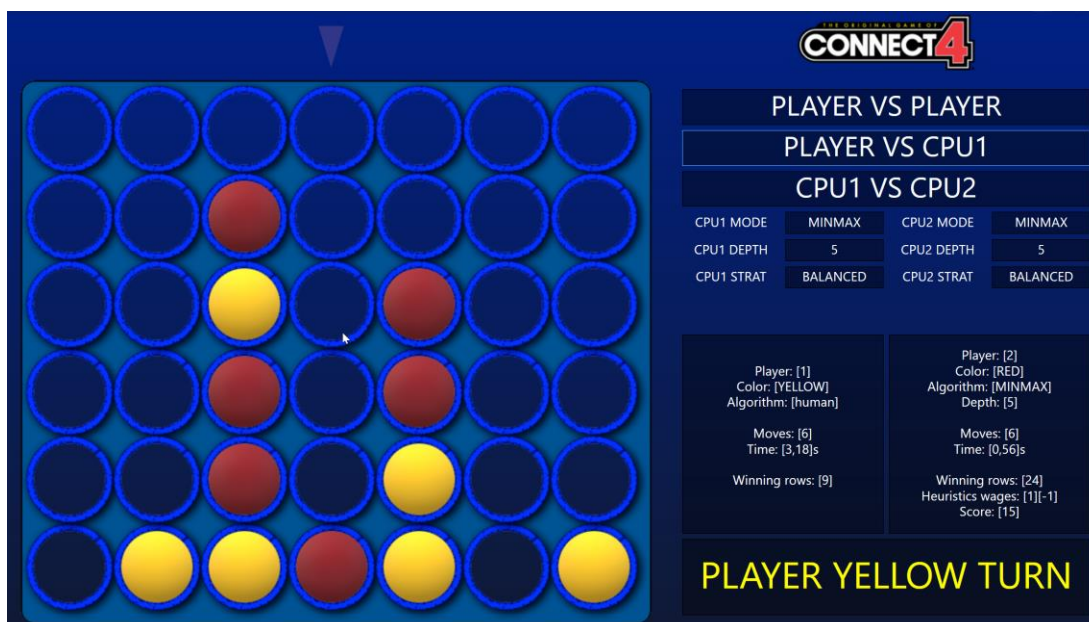 THE ORIGINAL GAME OF
CONNECT 4
PLAYER VS PLAYER
PLAYER VS CPU1
CPU1 VS CPU2
CPU1 MODE MINMAX CPU2 MODE MINMAX
CPU1 DEPTH 5 CPU2 DEPTH 5
CPU1 STRAT BALANCED CPU2 STRAT BALANCED
Player: [1]
Color: [YELLOW]
Algorithm: [human]
Moves: [6]
Time: [3,18]s
Winning rows: [9]
Player: [2]
Color: [RED]
Algorithm: [MINMAX]
Depth: [5]
Moves: [6]
Time: [0,56]s
Winning rows: [24]
Heuristics wages: [1][-1]
Score: [15]
PLAYER YELLOW TURN